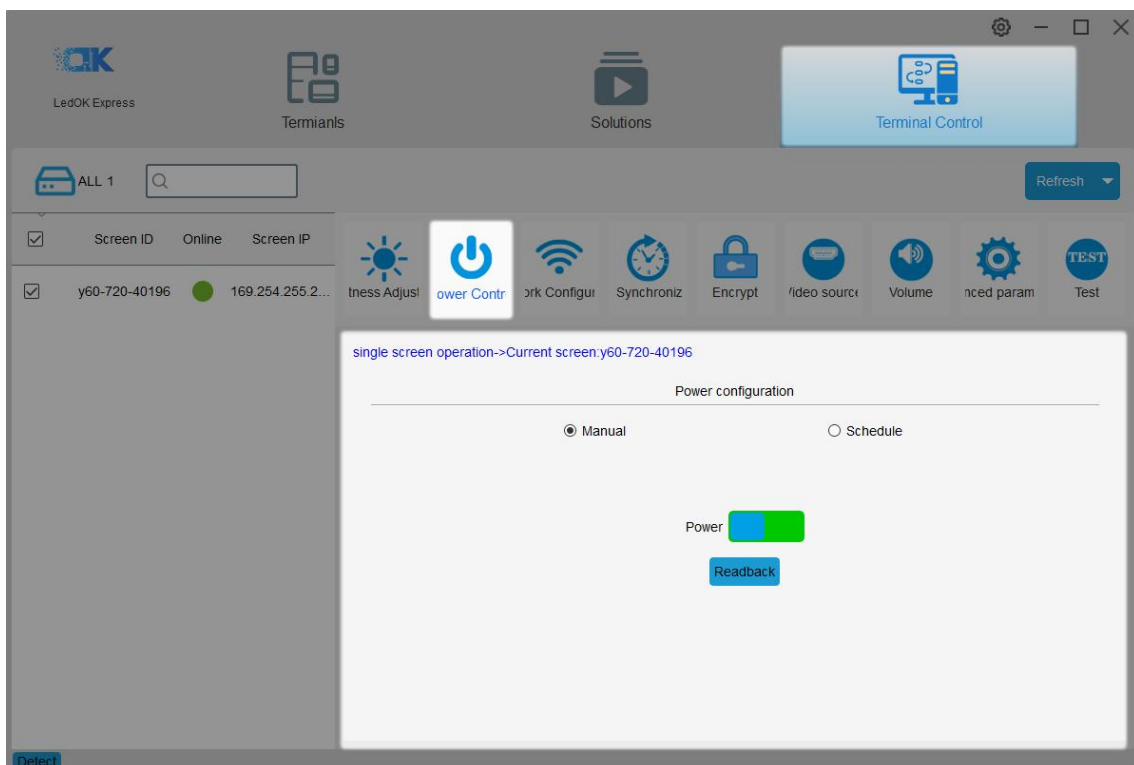 OK
LedOK Express
Termianls
Solutions
Terminal Control
ALL 1
Refresh
Screen ID Online Screen IP
y60-720-40196 169.254.255.2...
tness Adjust ower Contr ork Configur Synchroniz Encrypt Video source Volume nced param TEST Test
single screen operation->Current screen:y60-720-40196
Power configuration
Manual Schedule
Power
Readback
Detect